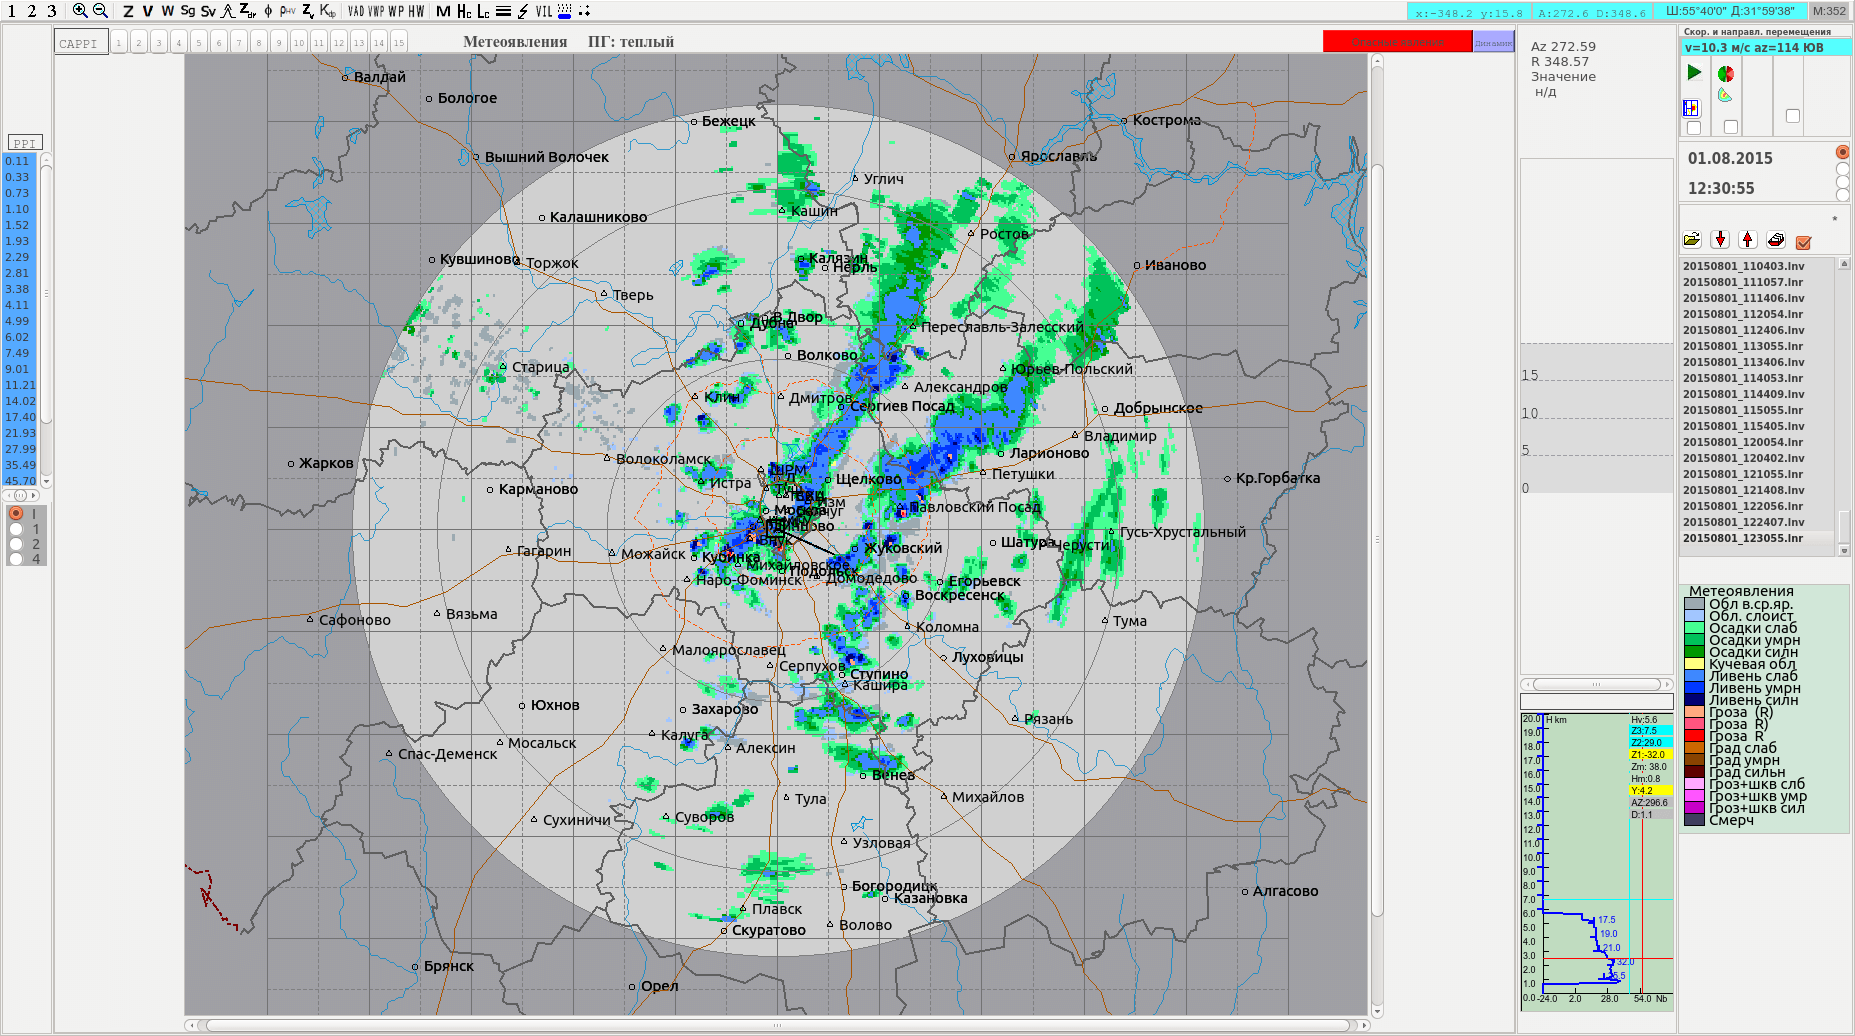 1 2 3 Z V W Sg Sv Λ Zdr ϕ ρHV Zv Kdr VAD VWP WP HW M Hc Lc VIL
x:-348.2 y:15.8 A:272.6 D:348.6 Ш:55°40'0" Д:31°59'38" М:352
CAPPI 1 2 3 4 5 6 7 8 9 10 11 12 13 14 15
Метеоявления ПГ: теплый
Динамик
PPI
0.11
0.33
0.73
1.10
1.52
1.93
2.29
2.81
3.38
4.11
4.99
6.02
7.49
9.01
11.21
14.02
17.40
21.93
27.99
35.49
45.70
I
1
2
4
Валдай
Бологое
Бежецк
Кострома
Вышний Волочек
Ярославль
Углич
Калашниково
Кашин
Ростов
Кувшиново
Торжок
Калязин
Нерль
Иваново
Тверь
Дубна
В.Двор
Переславль-Залесский
Волково
Старица
Юрьев-Польский
Клин
Дмитров
Александров
Сергиев Посад
Добрынское
Владимир
Жарков
Волоколамск
Ларионово
Петушки
Кр.Горбатка
Карманово
Истра
Щелково
Павловский Посад
Гусь-Хрустальный
Гагарин
Можайск
Кубинка
Жуковский
Шатура
Черусти
Михайловское
Подольск
Наро-Фоминск
Домодедово
Егорьевск
Воскресенск
Вязьма
Сафоново
Коломна
Тума
Малоярославец
Серпухов
Луховицы
Ступино
Кашира
Юхнов
Захарово
Рязань
Калуга
Алексин
Мосальск
Спас-Деменск
Венев
Тула
Михайлов
Сухиничи
Суворов
Узловая
Богородицк
Казановка
Алгасово
Плавск
Волово
Скуратово
Брянск
Орел
Az 272.59
R 348.57
Значение
н/д
15
10
5
0
20.0 H km
19.0
18.0
17.0
16.0
15.0
14.0
13.0
12.0
11.0
10.0
9.0
8.0
7.0
6.0
5.0
4.0
3.0
2.0
1.0
0.0 -24.0 2.0 28.0 54.0 Nb
Hv:5.6
Z3:7.5
Z2:29.0
Z1:-32.0
Zm: 38.0
Hm:0.8
Y:4.2
AZ:296.6
D:1.1
17.5
19.0
21.0
32.0
Скор. и направл. перемещения
v=10.3 м/с az=114 ЮВ
01.08.2015
12:30:55
*
20150801_110403.lnv
20150801_111057.lnr
20150801_111406.lnv
20150801_112054.lnr
20150801_112406.lnv
20150801_113055.lnr
20150801_113406.lnv
20150801_114053.lnr
20150801_114409.lnv
20150801_115055.lnr
20150801_115405.lnv
20150801_120054.lnr
20150801_120402.lnv
20150801_121055.lnr
20150801_121408.lnv
20150801_122056.lnr
20150801_122407.lnv
20150801_123055.lnr
Метеоявления
Обл в.ср.яр.
Обл. слоист
Осадки слаб
Осадки умрн
Осадки силн
Кучевая обл
Ливень слаб
Ливень умрн
Ливень силн
Гроза (R)
Гроза R)
Гроза R
Град слаб
Град умрн
Град сильн
Гроз+шкв слб
Гроз+шкв умр
Гроз+шкв сил
Смерч